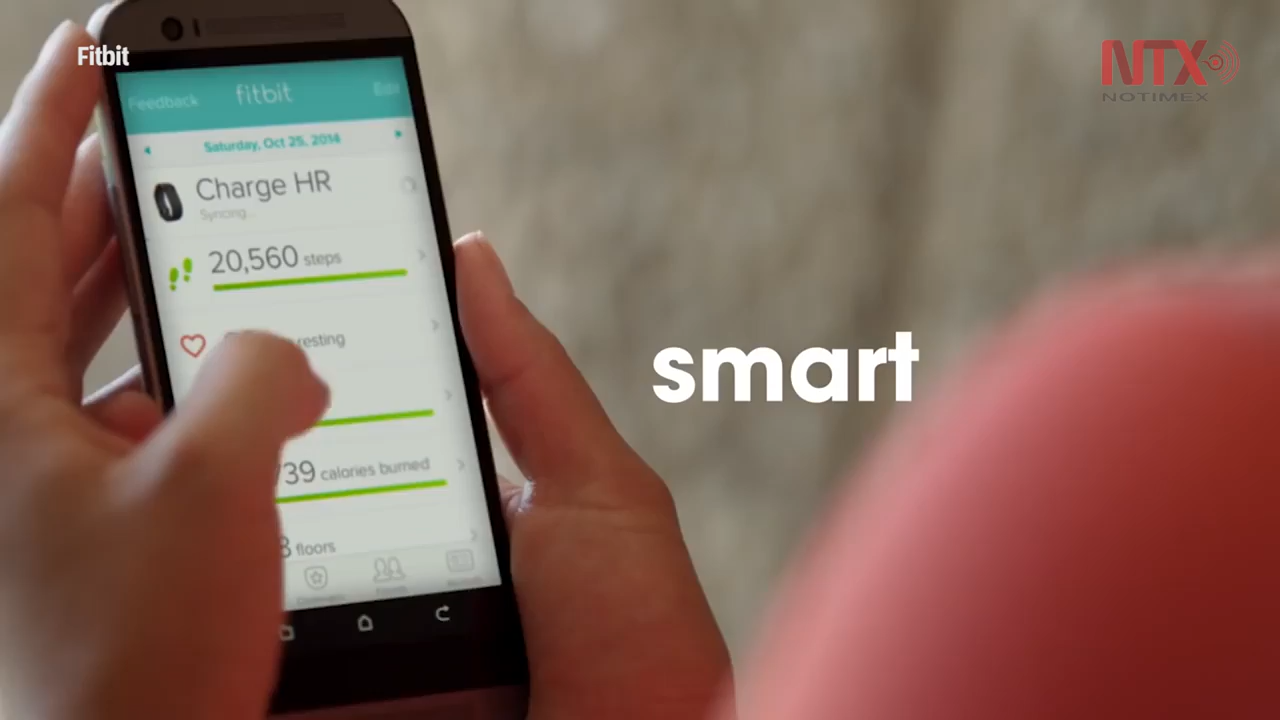 Fitbit
NTX
NOTIMEX
Feedback
fitbit
Edit
Saturday, Oct 25, 2014
Charge HR
Syncing...
20,560 steps
resting
smart
calories burned
floors